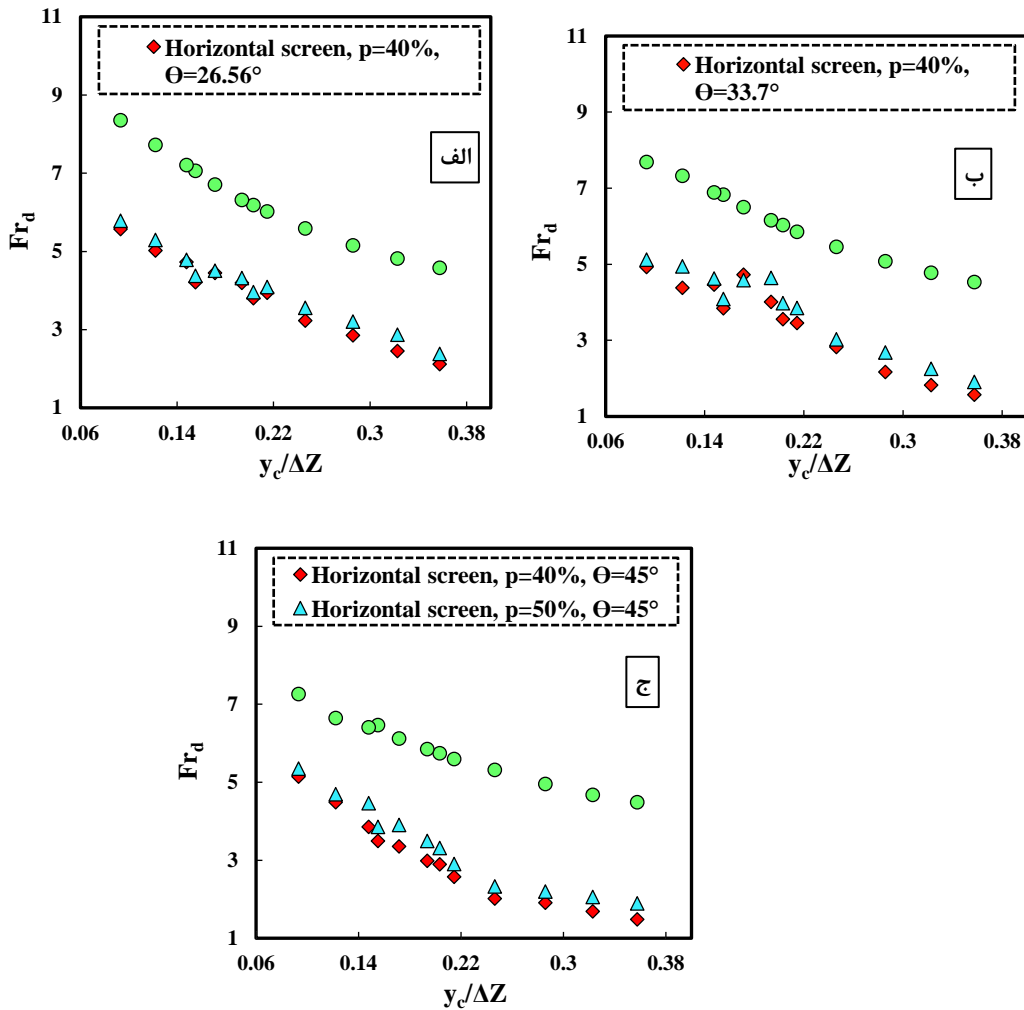 11
9
7
5
3
1
Fr_d
Horizontal screen, p=40%,
Θ=26.56°
الف
0.06 0.14 0.22 0.3 0.38
y_c/ΔZ
11
9
7
5
3
1
Fr_d
Horizontal screen, p=40%,
Θ=33.7°
ب
0.06 0.14 0.22 0.3 0.38
y_c/ΔZ
11
9
7
5
3
1
Fr_d
Horizontal screen, p=40%, Θ=45°
Horizontal screen, p=50%, Θ=45°
ج
0.06 0.14 0.22 0.3 0.38
y_c/ΔZ